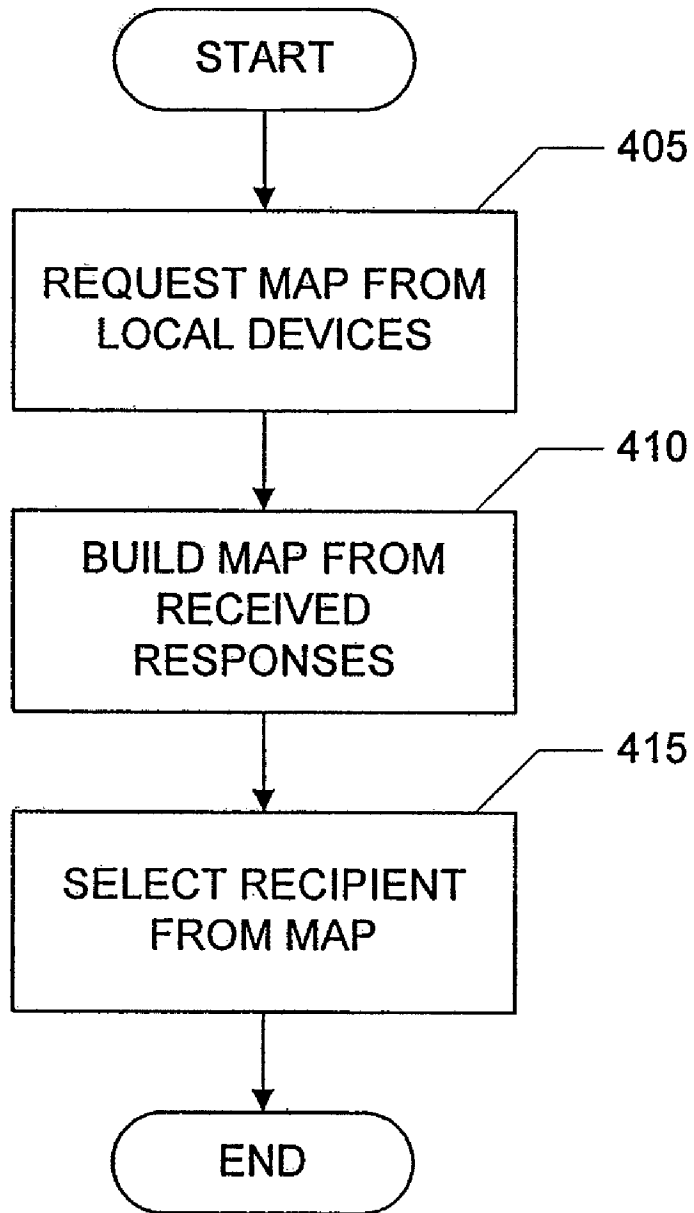 START
405
REQUEST MAP FROM
LOCAL DEVICES
410
BUILD MAP FROM
RECEIVED
RESPONSES
415
SELECT RECIPIENT
FROM MAP
END